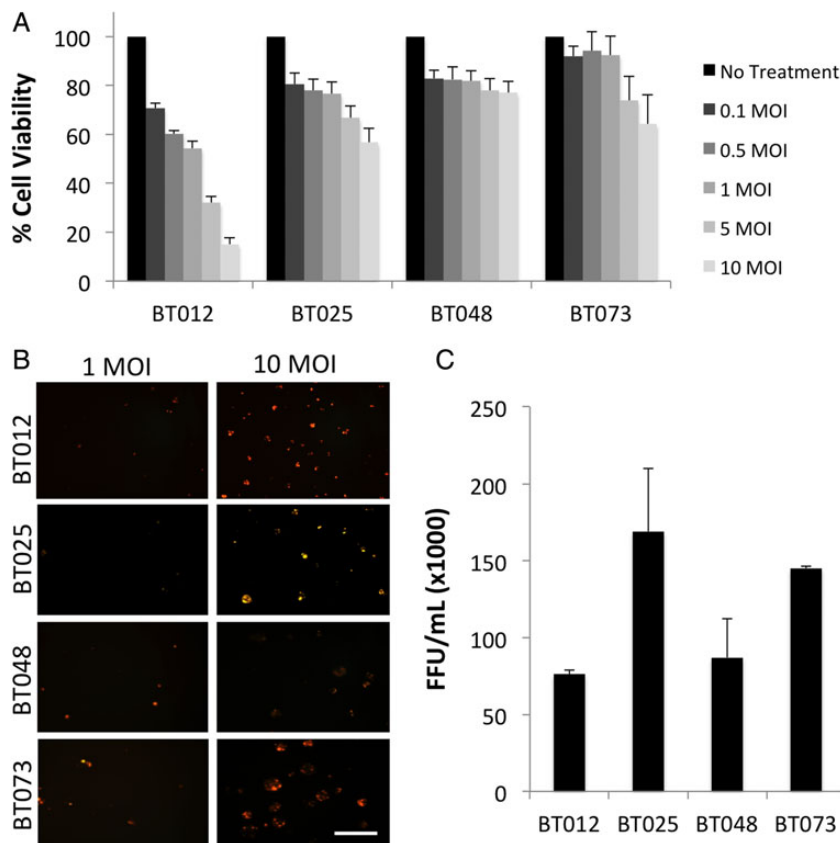 A
% Cell Viability
100
80
60
40
20
0
BT012
BT025
BT048
BT073
No Treatment
0.1 MOI
0.5 MOI
1 MOI
5 MOI
10 MOI
B
1 MOI
10 MOI
BT012
BT025
BT048
BT073
C
FFU/mL (x1000)
250
200
150
100
50
0
BT012
BT025
BT048
BT073